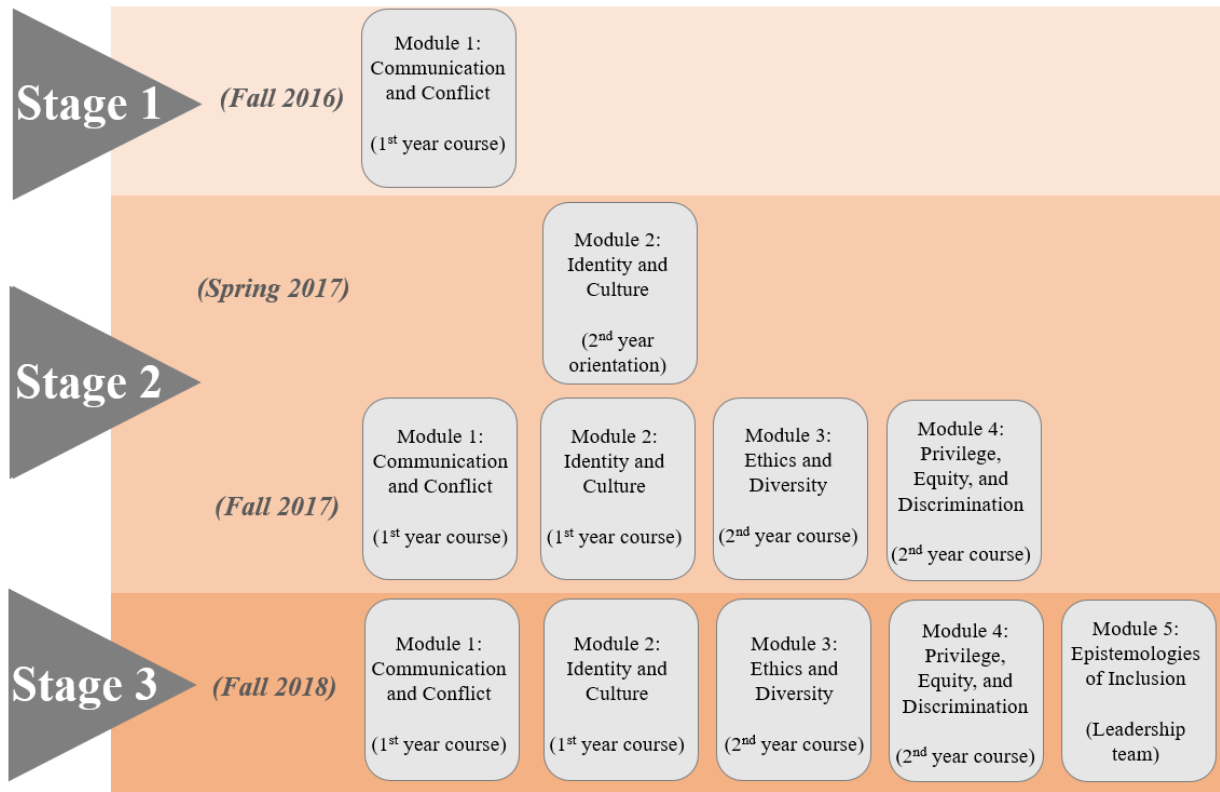 Stage 1
(Fall 2016)
Module 1:
Communication
and Conflict
(1st year course)
Stage 2
(Spring 2017)
Module 2:
Identity and
Culture
(2nd year
orientation)
(Fall 2017)
Module 1:
Communication
and Conflict
(1st year course)
Module 2:
Identity and
Culture
(1st year course)
Module 3:
Ethics and
Diversity
(2nd year course)
Module 4:
Privilege,
Equity, and
Discrimination
(2nd year course)
Stage 3
(Fall 2018)
Module 1:
Communication
and Conflict
(1st year course)
Module 2:
Identity and
Culture
(1st year course)
Module 3:
Ethics and
Diversity
(2nd year course)
Module 4:
Privilege,
Equity, and
Discrimination
(2nd year course)
Module 5:
Epistemologies
of Inclusion
(Leadership
team)